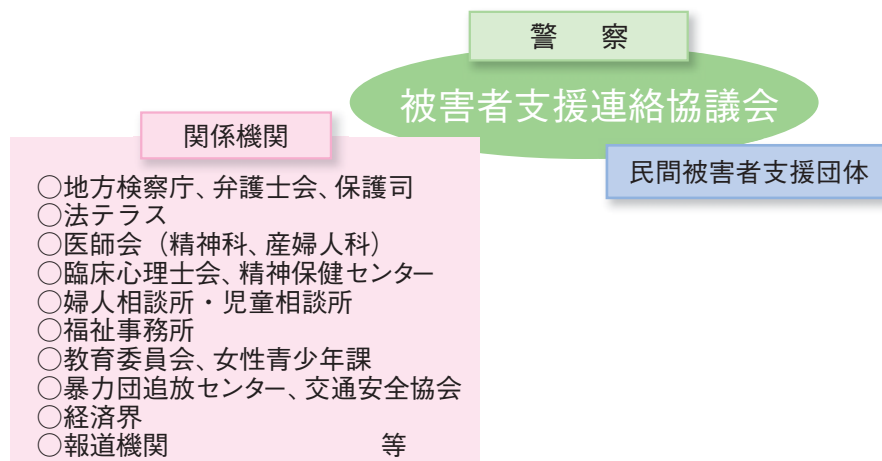 警　察
被害者支援連絡協議会
関係機関
民間被害者支援団体
○地方検察庁、弁護士会、保護司
○法テラス
○医師会（精神科、産婦人科）
○臨床心理士会、精神保健センター
○婦人相談所・児童相談所
○福祉事務所
○教育委員会、女性青少年課
○暴力団追放センター、交通安全協会
○経済界
○報道機関　　　　　　　　等